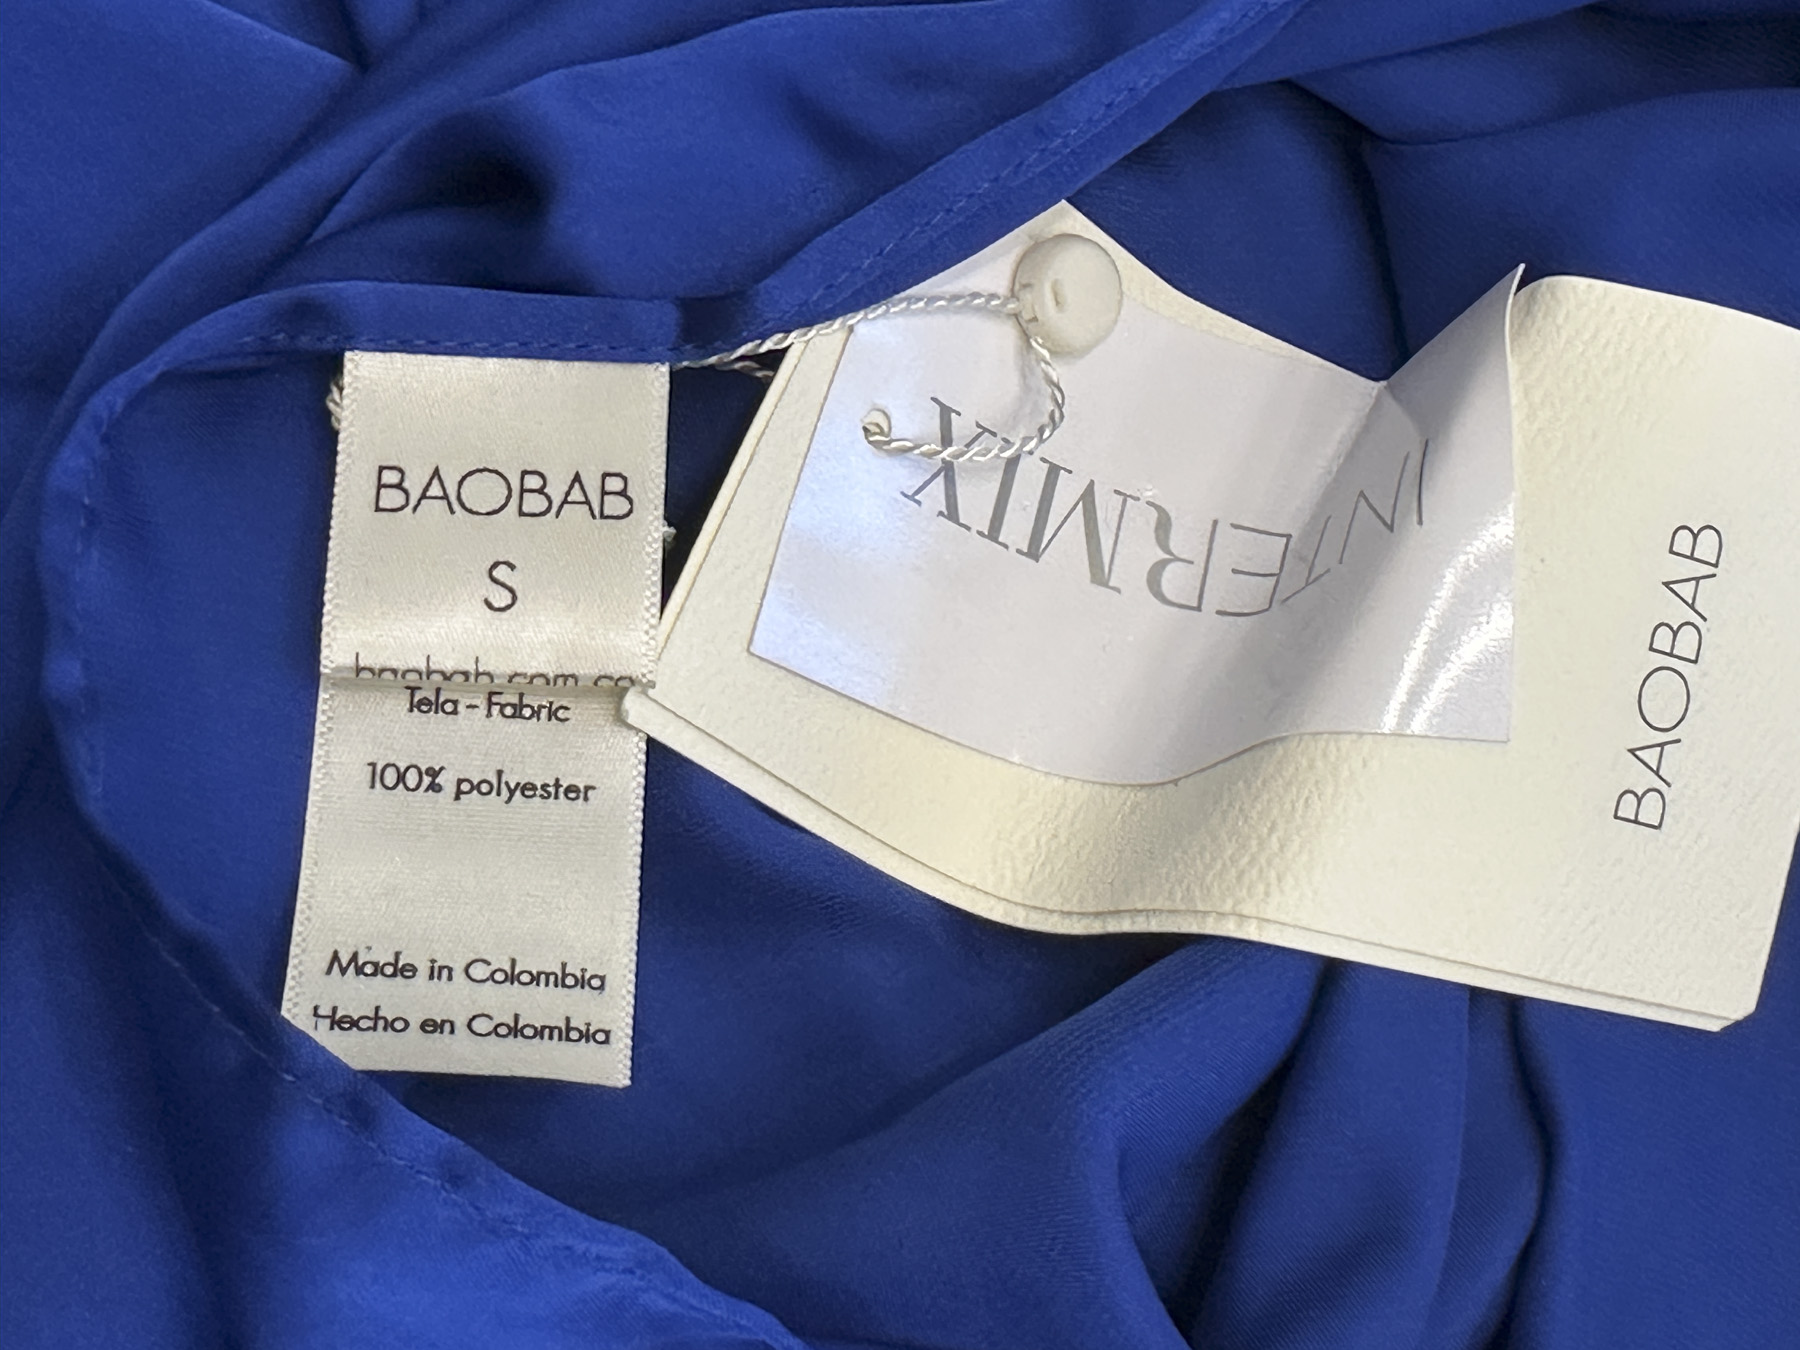 BAOBAB
S
baobab.com.co
Tela - Fabric
100% polyester
Made in Colombia
Hecho en Colombia
INTERMIX
BAOBAB